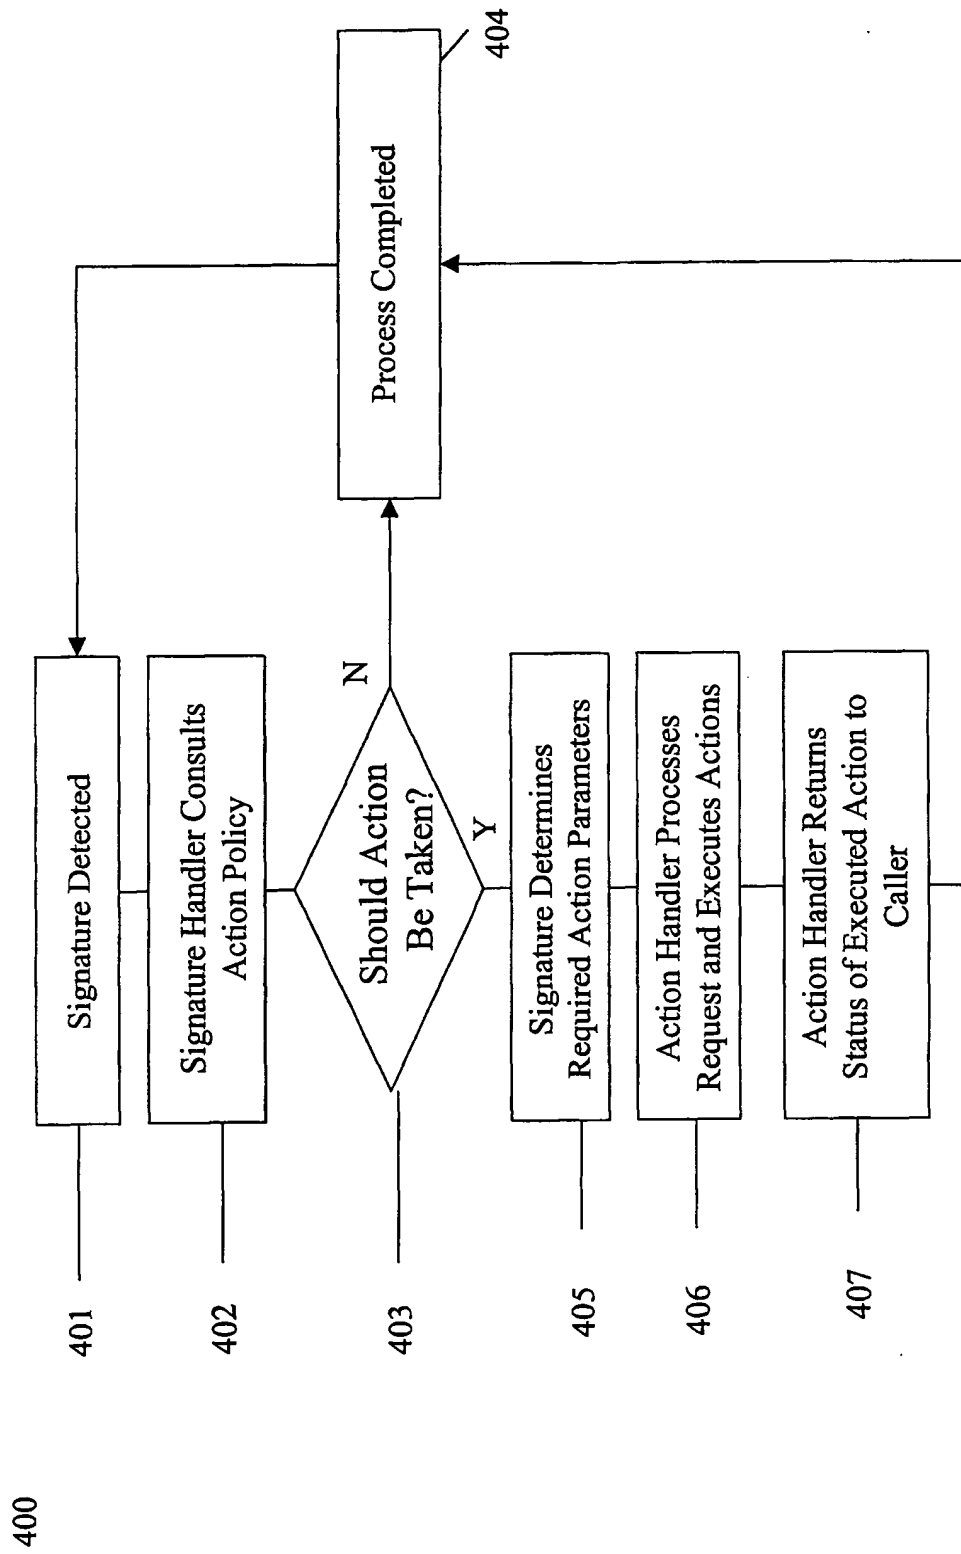 400
401
Signature Detected
402
Signature Handler Consults
Action Policy
403
Should Action
Be Taken?
N
Y
Process Completed
404
405
Signature Determines
Required Action Parameters
406
Action Handler Processes
Request and Executes Actions
407
Action Handler Returns
Status of Executed Action to
Caller